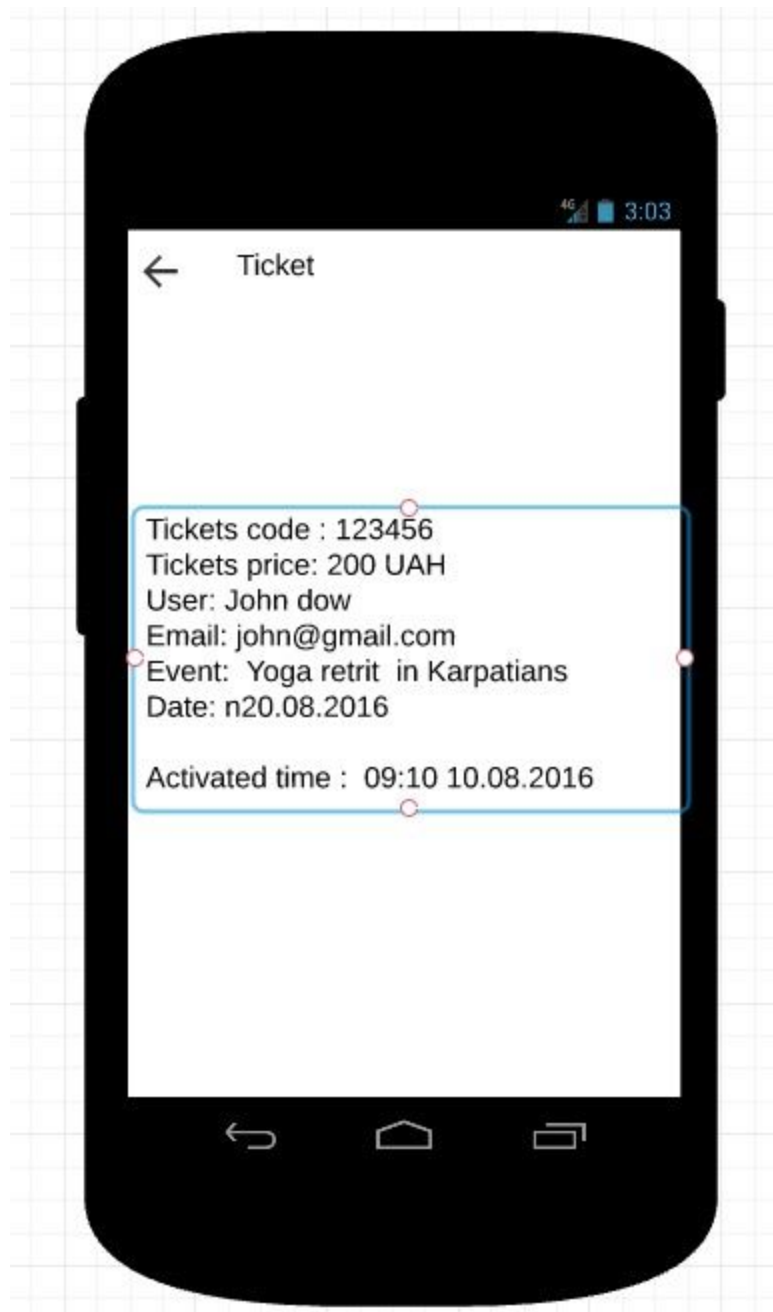 4G 3:03
Ticket
Tickets code : 123456
Tickets price: 200 UAH
User: John dow
Email: john@gmail.com
Event:  Yoga retrit  in Karpatians
Date: n20.08.2016
Activated time :  09:10 10.08.2016